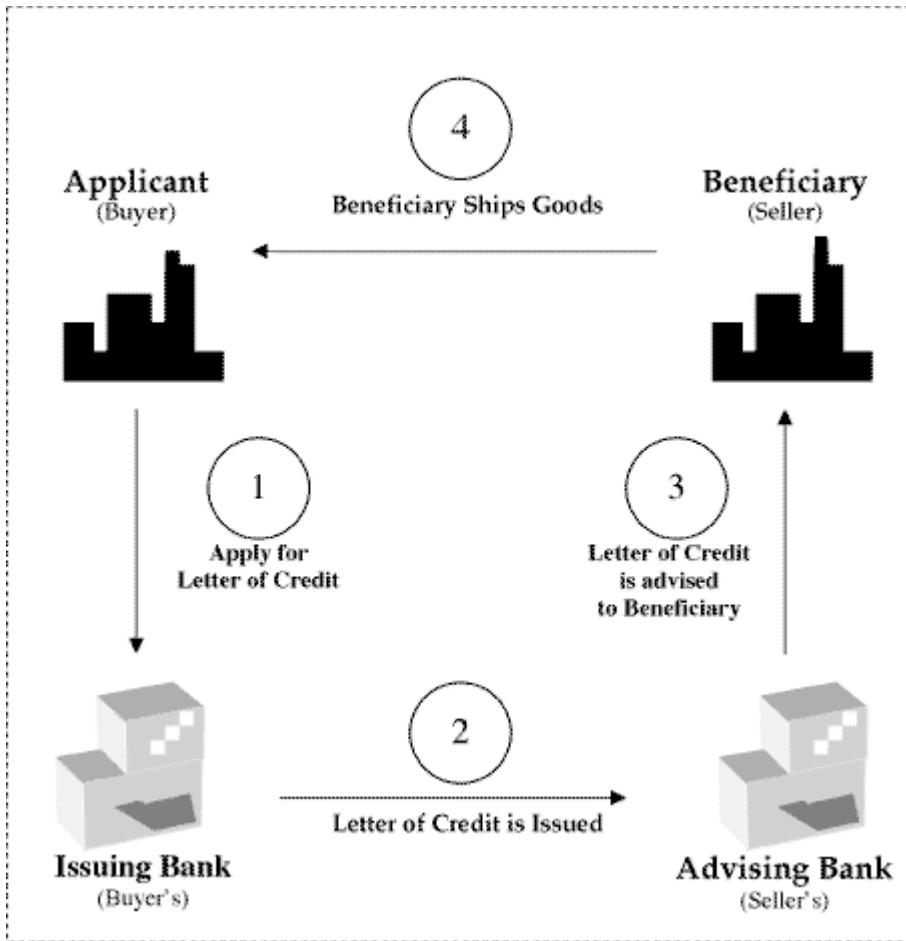 4
Applicant
(Buyer)
Beneficiary Ships Goods
Beneficiary
(Seller)
1
Apply for
Letter of Credit
3
Letter of Credit
is advised
to Beneficiary
2
Letter of Credit is Issued
Issuing Bank
(Buyer's)
Advising Bank
(Seller's)